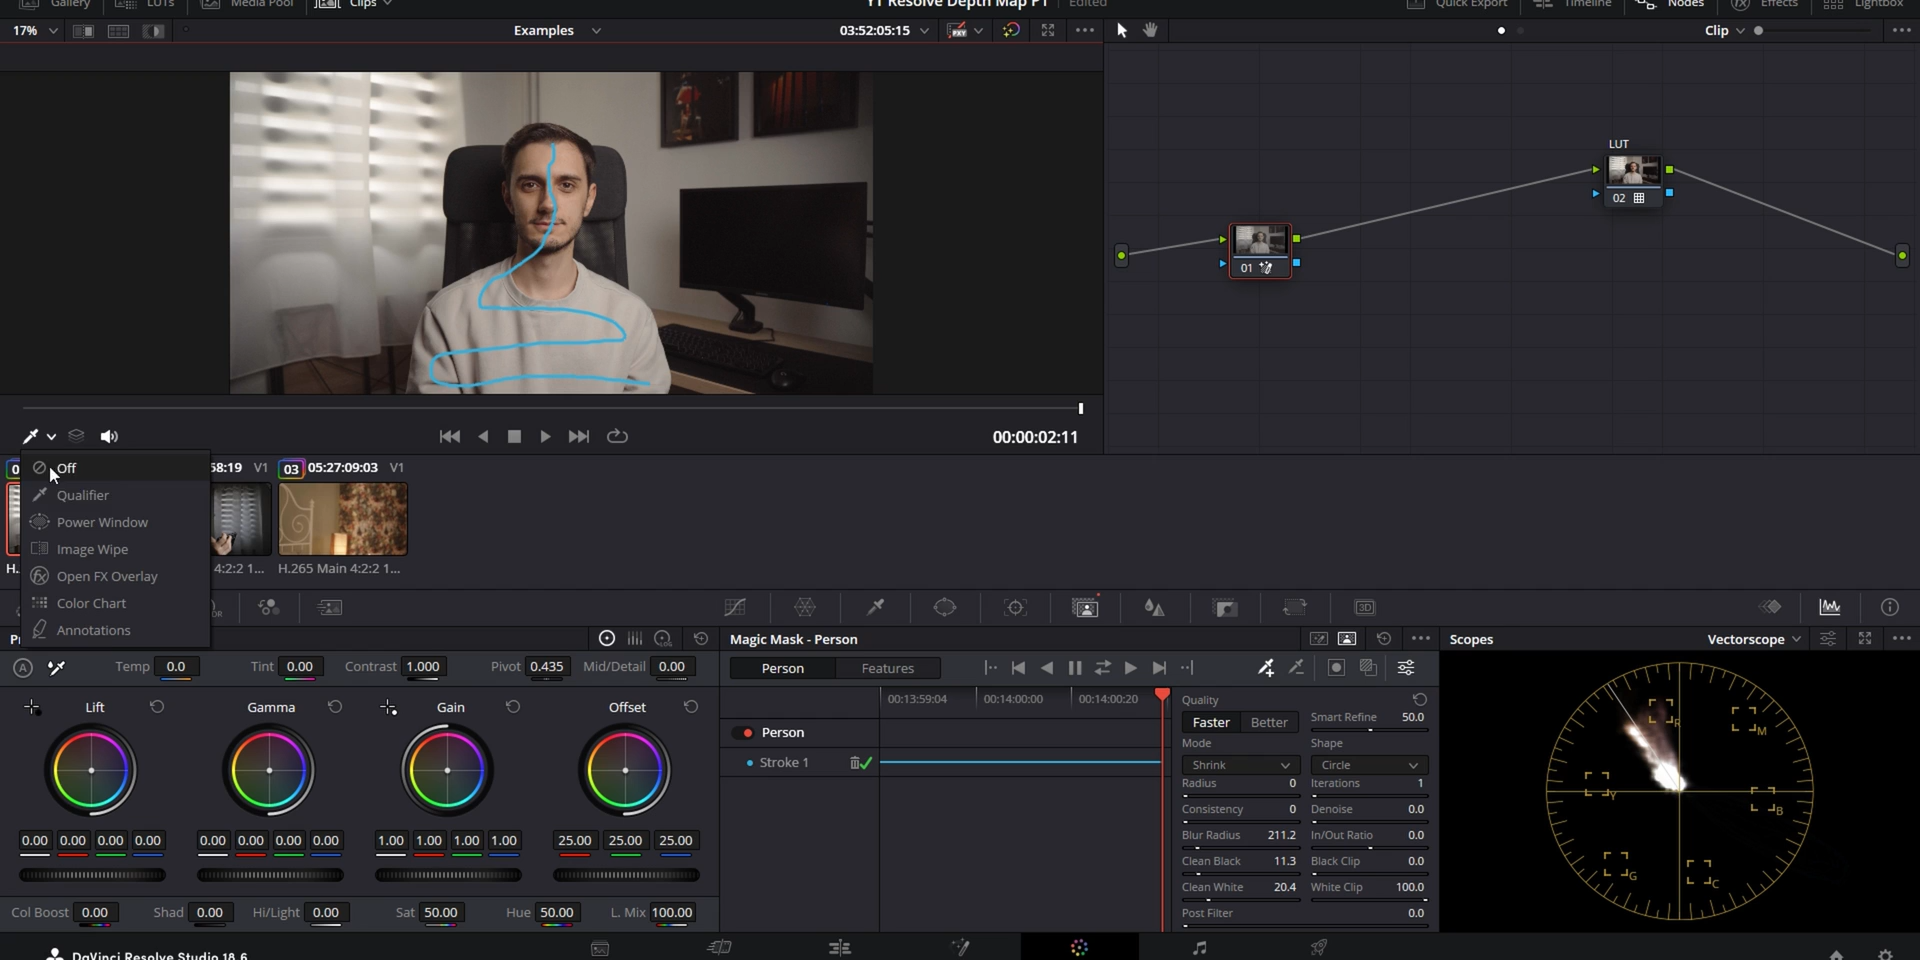 Gallery LUTs Media Pool Clips YT Resolve Depth Map P1 Edited Quick Export Timeline Nodes Effects Lightbox
17% Examples 03:52:05:15 PXY Clip
LUT
02
01
00:00:02:11
Off
Qualifier
Power Window
Image Wipe
Open FX Overlay
Color Chart
Annotations
58:19 V1 03 05:27:09:03 V1
H. 4:2:2 1... H.265 Main 4:2:2 1...
3D
Magic Mask - Person
Scopes Vectorscope
A Temp 0.0 Tint 0.00 Contrast 1.000 Pivot 0.435 Mid/Detail 0.00
Lift Gamma Gain Offset
0.00 0.00 0.00 0.00 0.00 0.00 0.00 0.00 1.00 1.00 1.00 1.00 25.00 25.00 25.00
Col Boost 0.00 Shad 0.00 Hi/Light 0.00 Sat 50.00 Hue 50.00 L. Mix 100.00
Person Features
00:13:59:04 00:14:00:00 00:14:00:20
Person
Stroke 1
Quality
Faster Better Smart Refine 50.0
Mode Shape
Shrink Circle
Radius 0 Iterations 1
Consistency 0 Denoise 0.0
Blur Radius 211.2 In/Out Ratio 0.0
Clean Black 11.3 Black Clip 0.0
Clean White 20.4 White Clip 100.0
Post Filter 0.0
R M
Y B
G C
DaVinci Resolve Studio 18.6